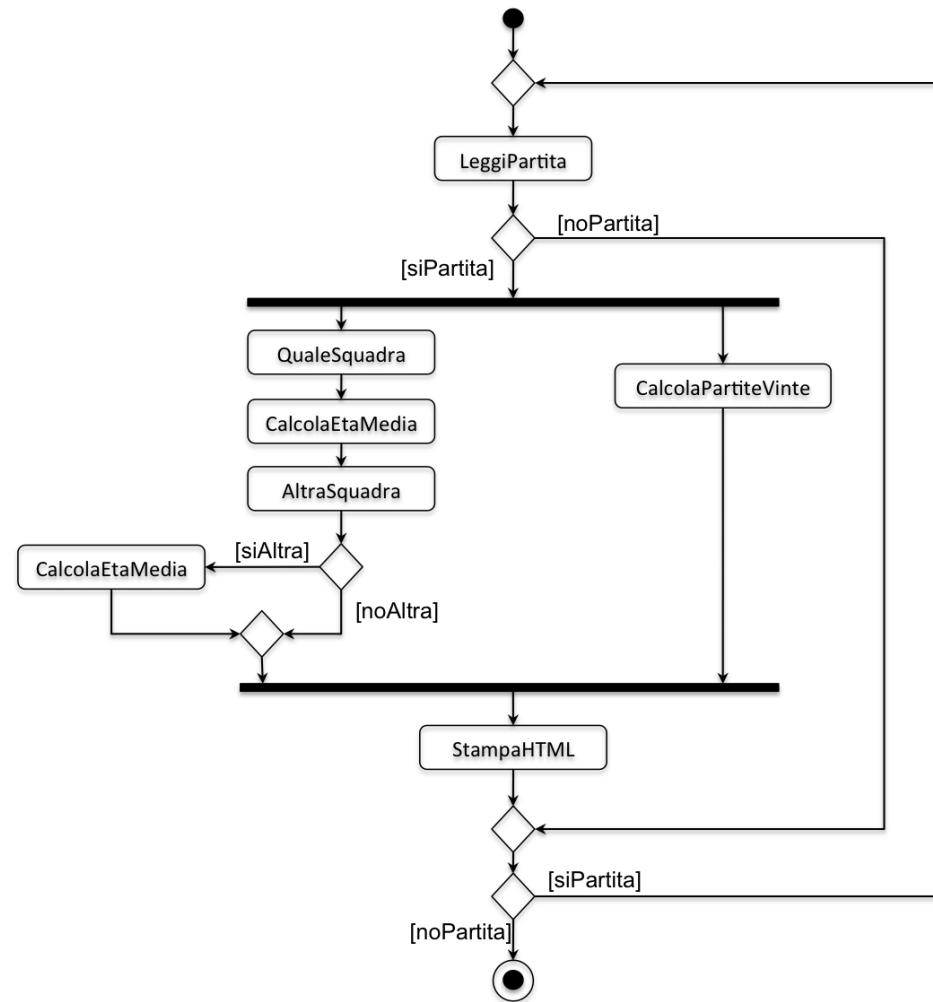 LeggiPartita
[noPartita]
[siPartita]
QualeSquadra
CalcolaPartiteVinte
CalcolaEtaMedia
AltraSquadra
[siAltra]
CalcolaEtaMedia
[noAltra]
StampaHTML
[siPartita]
[noPartita]